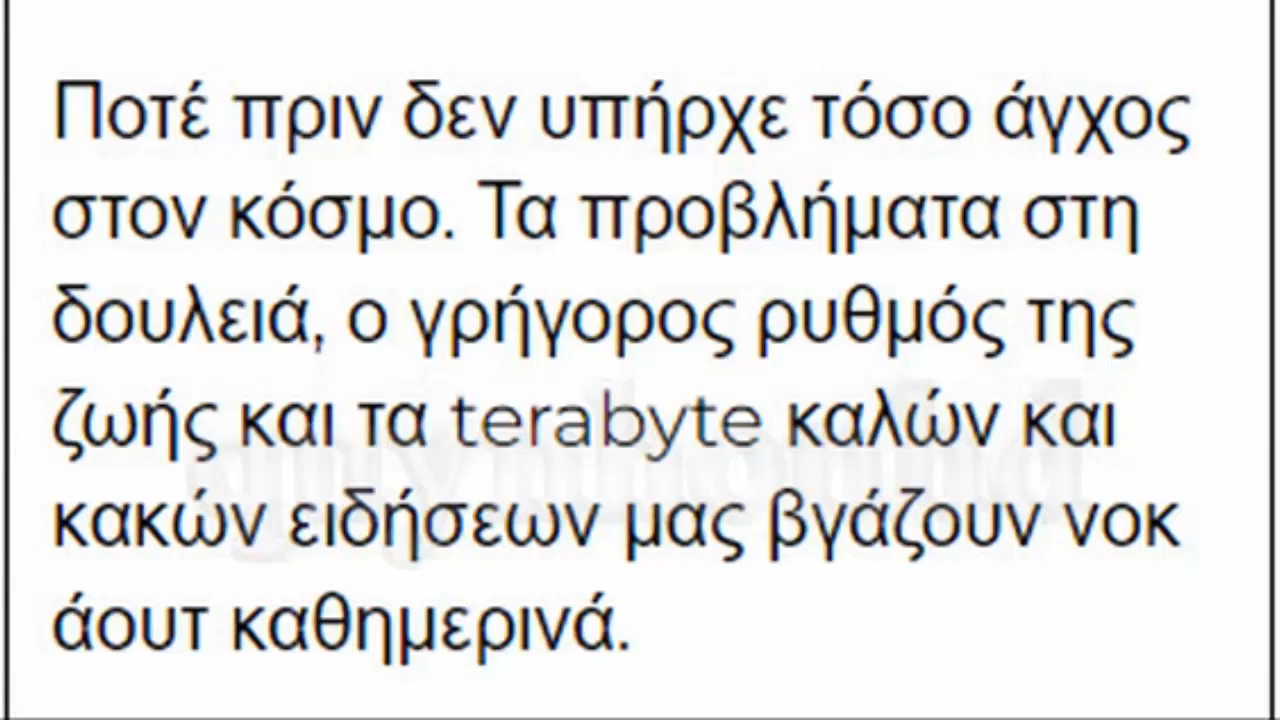 Ποτέ πριν δεν υπήρχε τόσο άγχος
στον κόσμο. Τα προβλήματα στη
δουλειά, ο γρήγορος ρυθμός της
ζωής και τα terabyte καλών και
κακών ειδήσεων μας βγάζουν νοκ
άουτ καθημερινά.